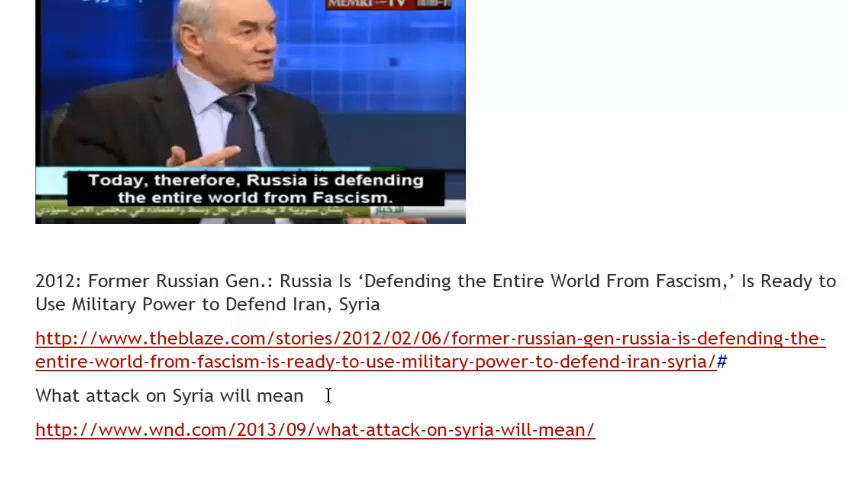 MEMRI TV
Today, therefore, Russia is defending
the entire world from Fascism.
2012: Former Russian Gen.: Russia Is ‘Defending the Entire World From Fascism,’ Is Ready to
Use Military Power to Defend Iran, Syria
http://www.theblaze.com/stories/2012/02/06/former-russian-gen-russia-is-defending-the-
entire-world-from-fascism-is-ready-to-use-military-power-to-defend-iran-syria/#
What attack on Syria will mean
http://www.wnd.com/2013/09/what-attack-on-syria-will-mean/